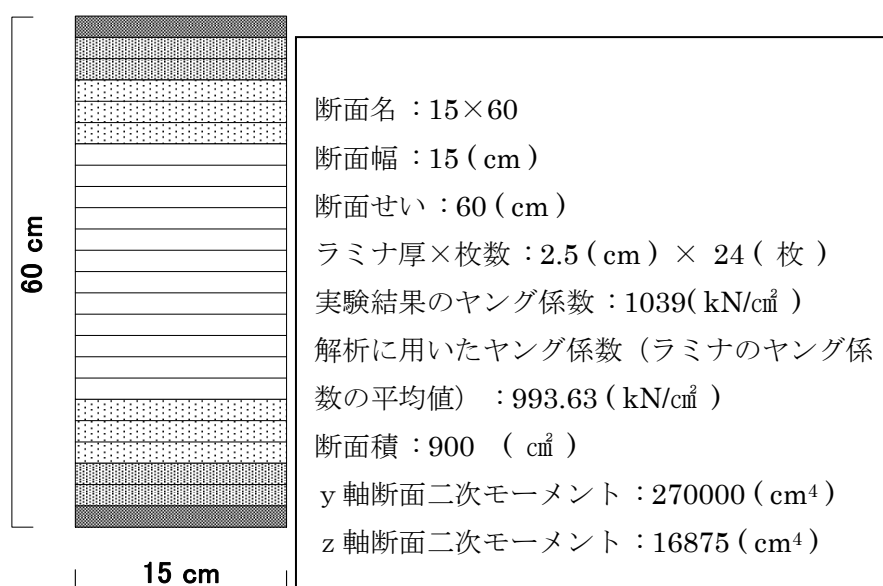 60 cm
15 cm
断面名：15×60
断面幅：15 ( cm )
断面せい：60 ( cm )
ラミナ厚×枚数：2.5 ( cm ) × 24 ( 枚 )
実験結果のヤング係数：1039( kN/c㎡ )
解析に用いたヤング係数（ラミナのヤング係
数の平均値）：993.63 ( kN/c㎡ )
断面積：900 ( c㎡ )
ｙ軸断面二次モーメント：270000 ( cm⁴ )
ｚ軸断面二次モーメント：16875 ( cm⁴ )